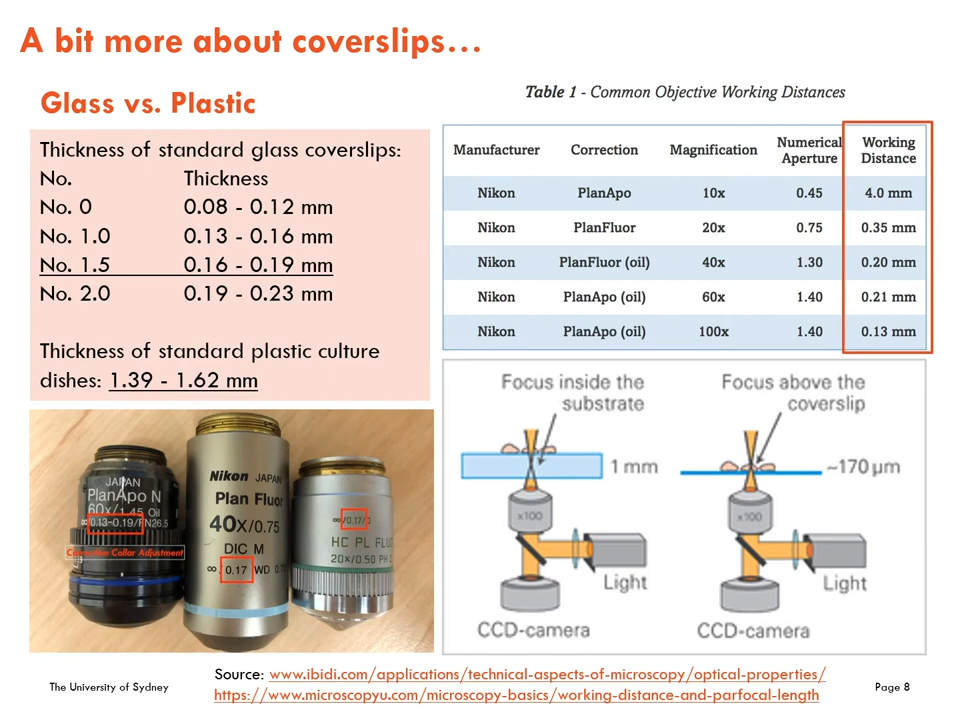 A bit more about coverslips...
Glass vs. Plastic
Thickness of standard glass coverslips:
No. Thickness
No. 0 0.08 - 0.12 mm
No. 1.0 0.13 - 0.16 mm
No. 1.5 0.16 - 0.19 mm
No. 2.0 0.19 - 0.23 mm
Thickness of standard plastic culture
dishes: 1.39 - 1.62 mm
Table 1 - Common Objective Working Distances
Manufacturer Correction Magnification Numerical Aperture Working Distance
Nikon PlanApo 10x 0.45 4.0 mm
Nikon PlanFluor 20x 0.75 0.35 mm
Nikon PlanFluor (oil) 40x 1.30 0.20 mm
Nikon PlanApo (oil) 60x 1.40 0.21 mm
Nikon PlanApo (oil) 100x 1.40 0.13 mm
JAPAN
PlanApo N
60x/1.45 Oil
∞/0.13-0.19/FN26.5
Correction Collar Adjustment
Nikon JAPAN
Plan Fluor
40X/0.75
DIC M
∞/0.17 WD 0.
∞/0.17/
HC PL FLU
20x/0.50 PH 2
Focus inside the
substrate
1 mm
x100
Light
CCD-camera
Focus above the
coverslip
~170 µm
x100
Light
CCD-camera
Source: www.ibidi.com/applications/technical-aspects-of-microscopy/optical-properties/
https://www.microscopyu.com/microscopy-basics/working-distance-and-parfocal-length
The University of Sydney
Page 8